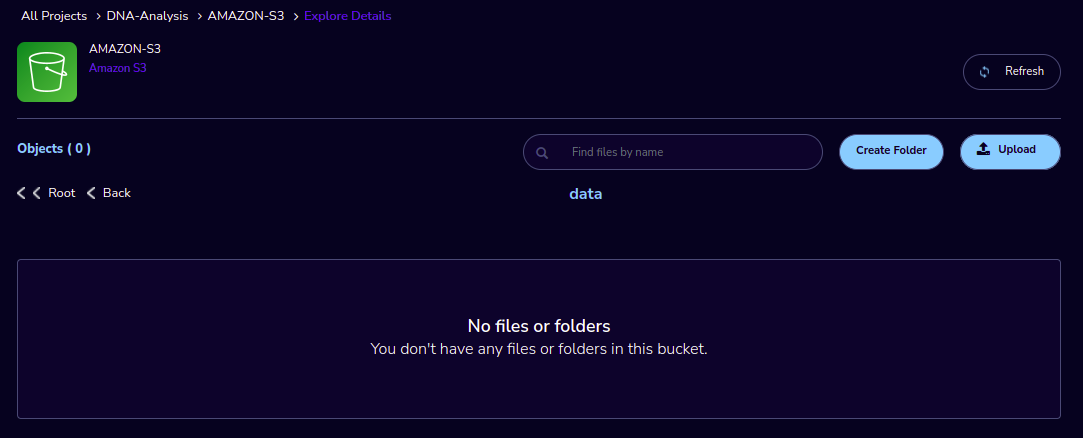 All Projects > DNA-Analysis > AMAZON-S3 > Explore Details
AMAZON-S3
Amazon S3
Refresh
Objects ( 0 )
Find files by name
Create Folder
Upload
Root
Back
data
No files or folders
You don't have any files or folders in this bucket.